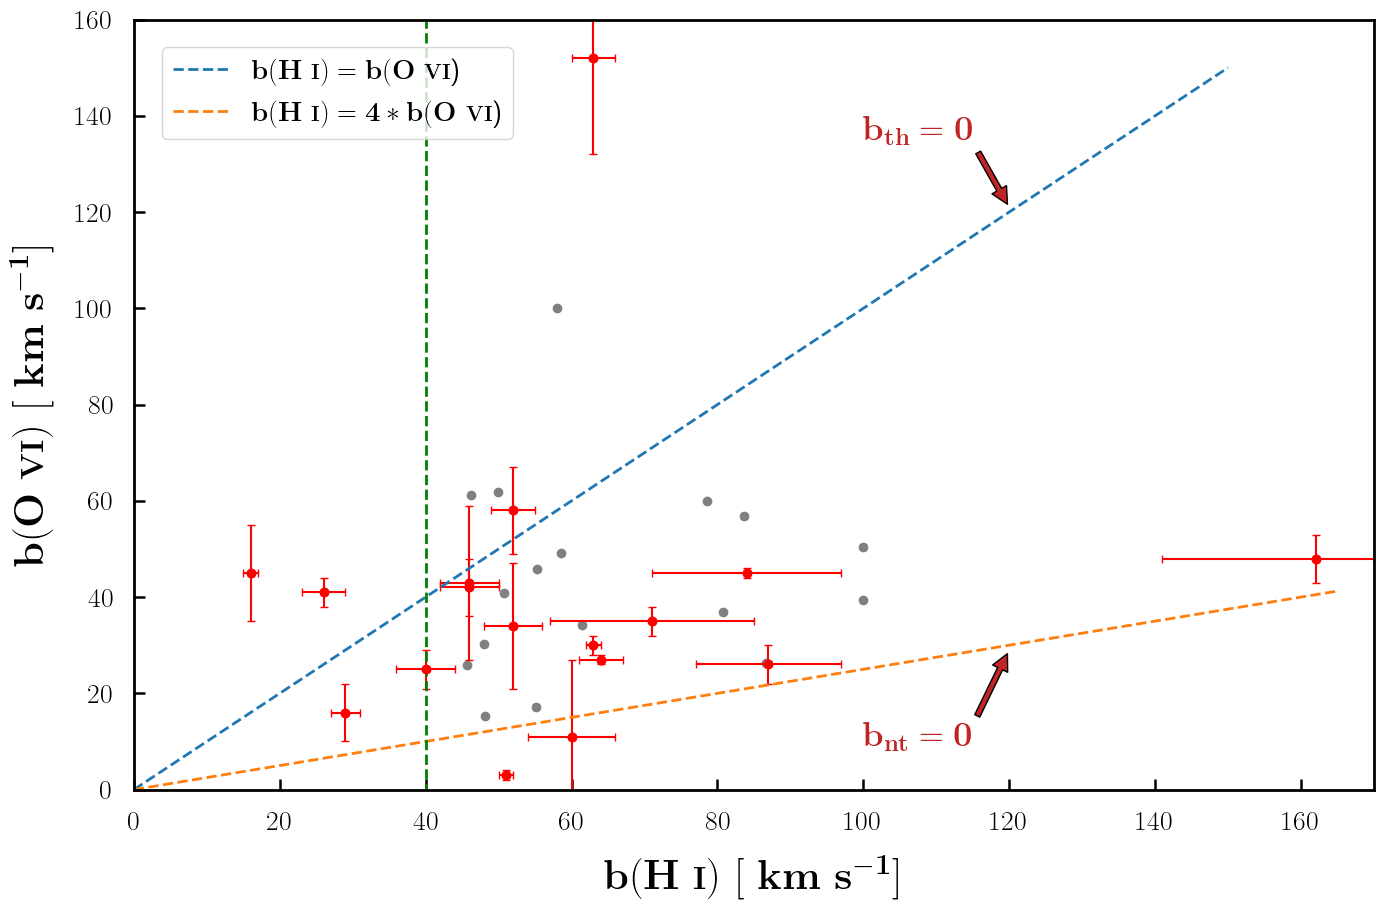 160
140
120
100
80
60
40
20
0
b(H I) = b(O VI)
b(H I) = 4 * b(O VI)
b_th = 0
b_nt = 0
0 20 40 60 80 100 120 140 160
b(H I) [ km s⁻¹]
b(O VI) [ km s⁻¹]